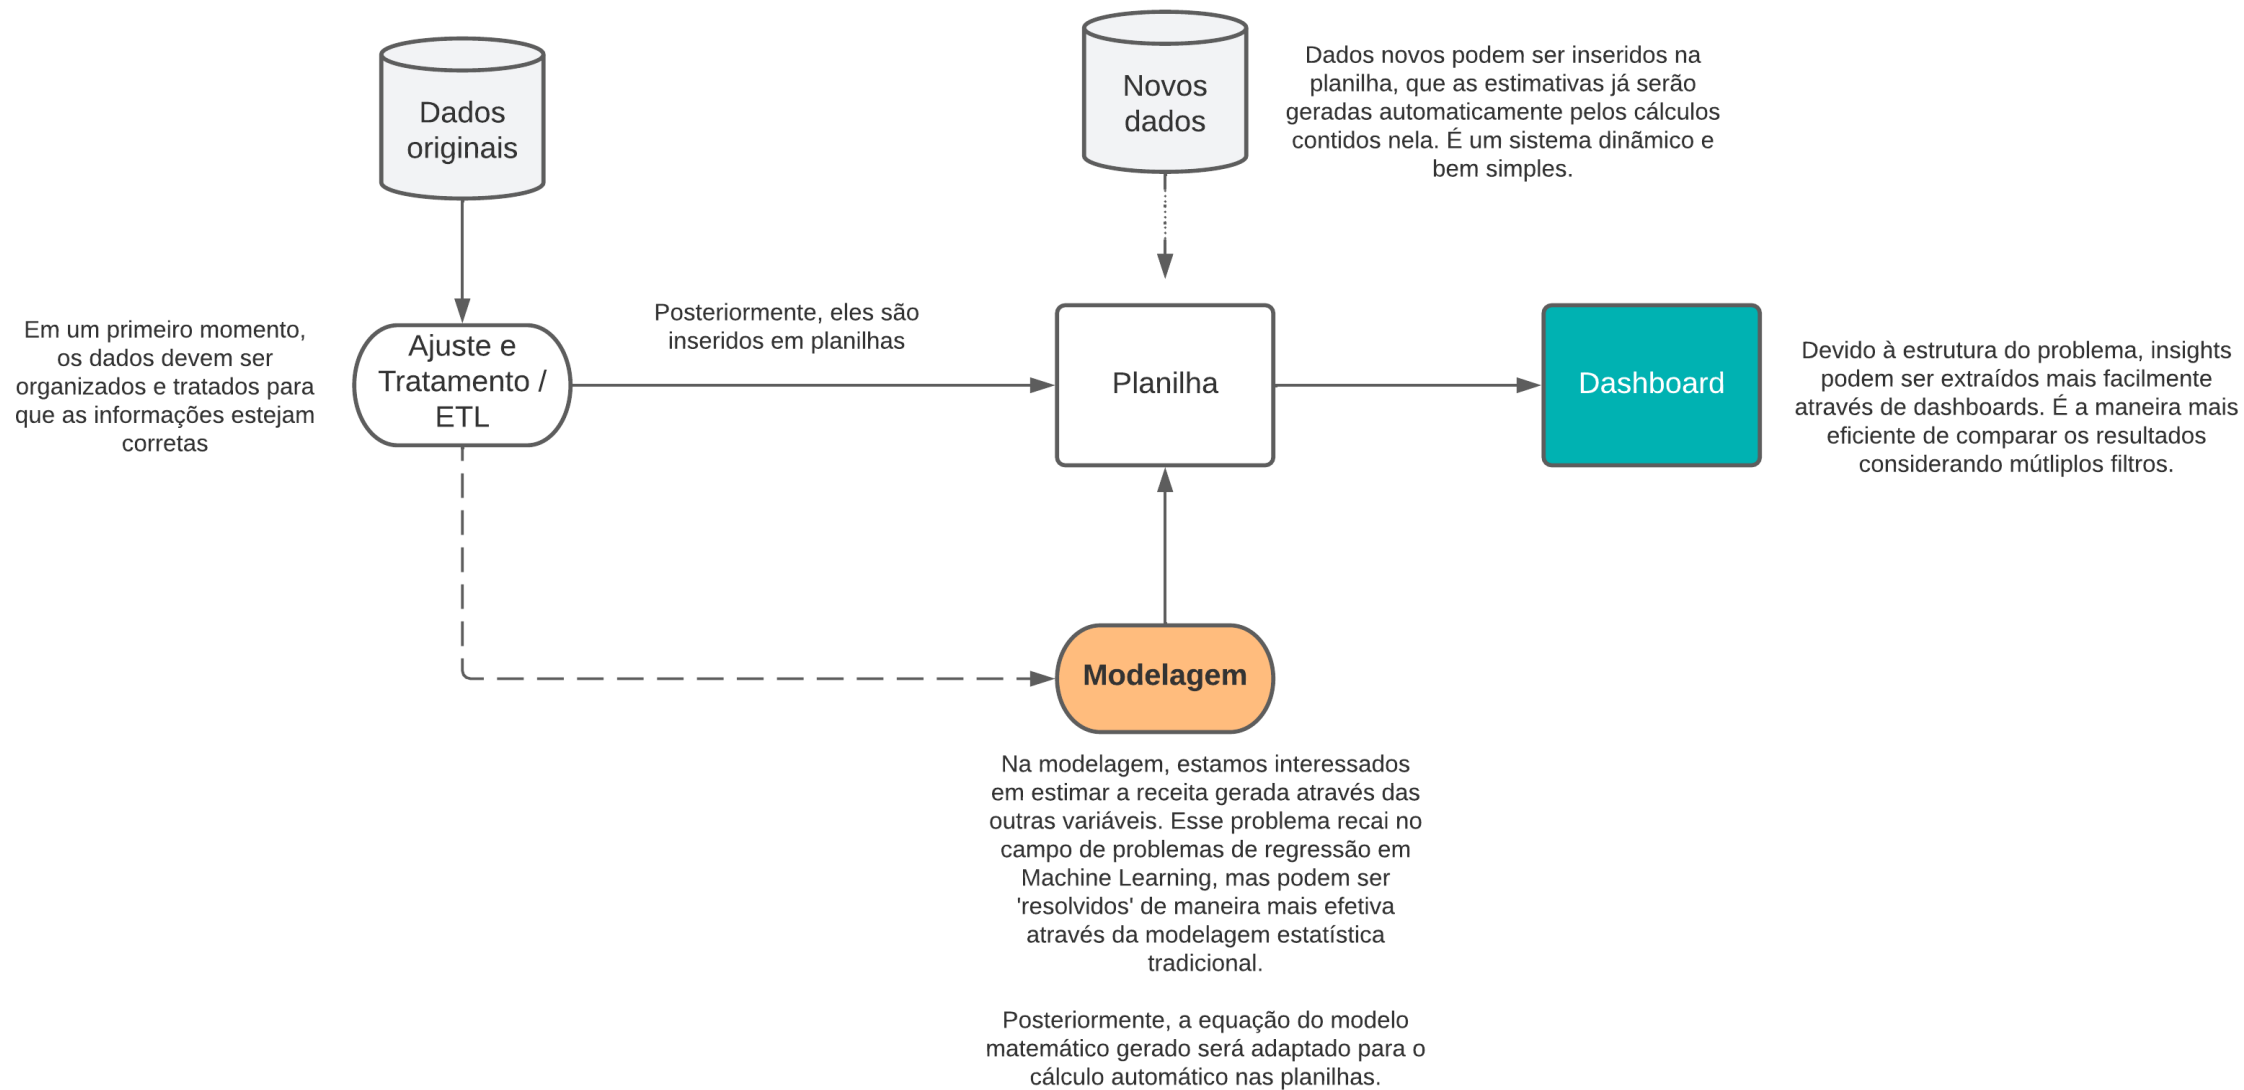 Dados
originais
Novos
dados
Dados novos podem ser inseridos na
planilha, que as estimativas já serão
geradas automaticamente pelos cálculos
contidos nela. É um sistema dinãmico e
bem simples.
Em um primeiro momento,
os dados devem ser
organizados e tratados para
que as informações estejam
corretas
Ajuste e
Tratamento /
ETL
Posteriormente, eles são
inseridos em planilhas
Planilha
Dashboard
Devido à estrutura do problema, insights
podem ser extraídos mais facilmente
através de dashboards. É a maneira mais
eficiente de comparar os resultados
considerando mútliplos filtros.
Modelagem
Na modelagem, estamos interessados
em estimar a receita gerada através das
outras variáveis. Esse problema recai no
campo de problemas de regressão em
Machine Learning, mas podem ser
'resolvidos' de maneira mais efetiva
através da modelagem estatística
tradicional.
Posteriormente, a equação do modelo
matemático gerado será adaptado para o
cálculo automático nas planilhas.